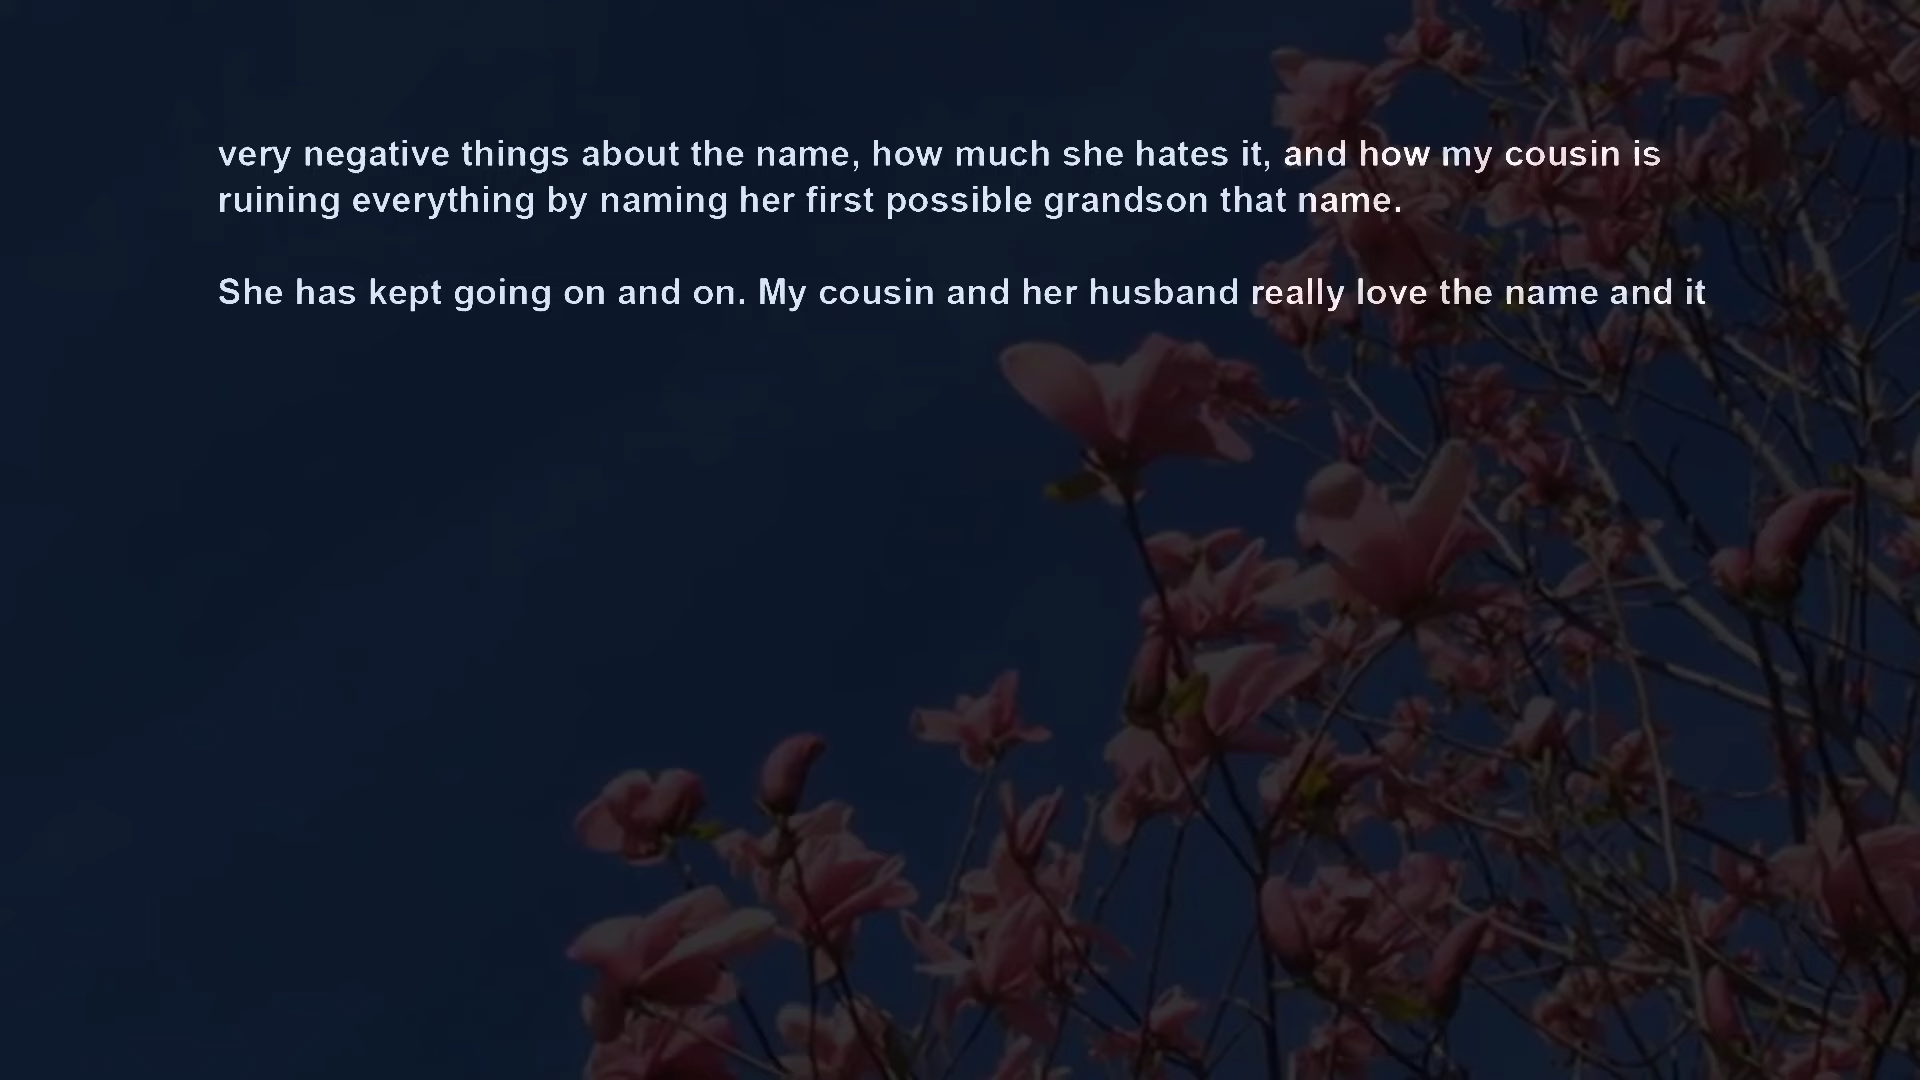 very negative things about the name, how much she hates it, and how my cousin is
ruining everything by naming her first possible grandson that name.
She has kept going on and on. My cousin and her husband really love the name and it